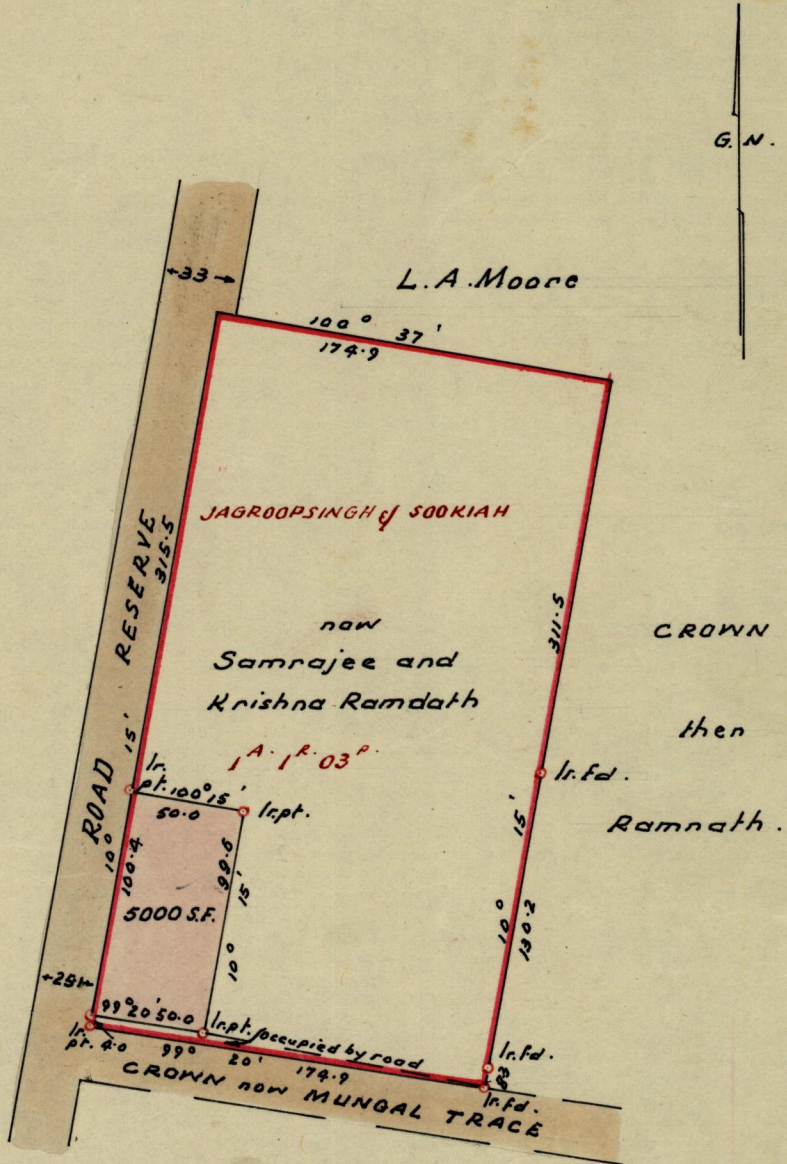 G. N.
33
L. A. Moore
100° 37'
174.9
JAGROOPSINGH & SOOKIAH
ROAD RESERVE
315.5
10° 15'
311.5
now
Samrajee and
Krishna Ramdath
1A. 1R. 03P.
CROWN
then
Ramnath.
Ir. fd.
Ir.
pt. 100° 15'
50.0
Ir. pt.
99.6
10° 15'
100.4
5000 S.F.
10° 15'
130.2
99° 20' 50.0
Ir. pt.
occupied by road
Ir.
pt. 4.0
99° 20'
174.9
Ir. fd.
Ir. fd.
CROWN now MUNGAL TRACE